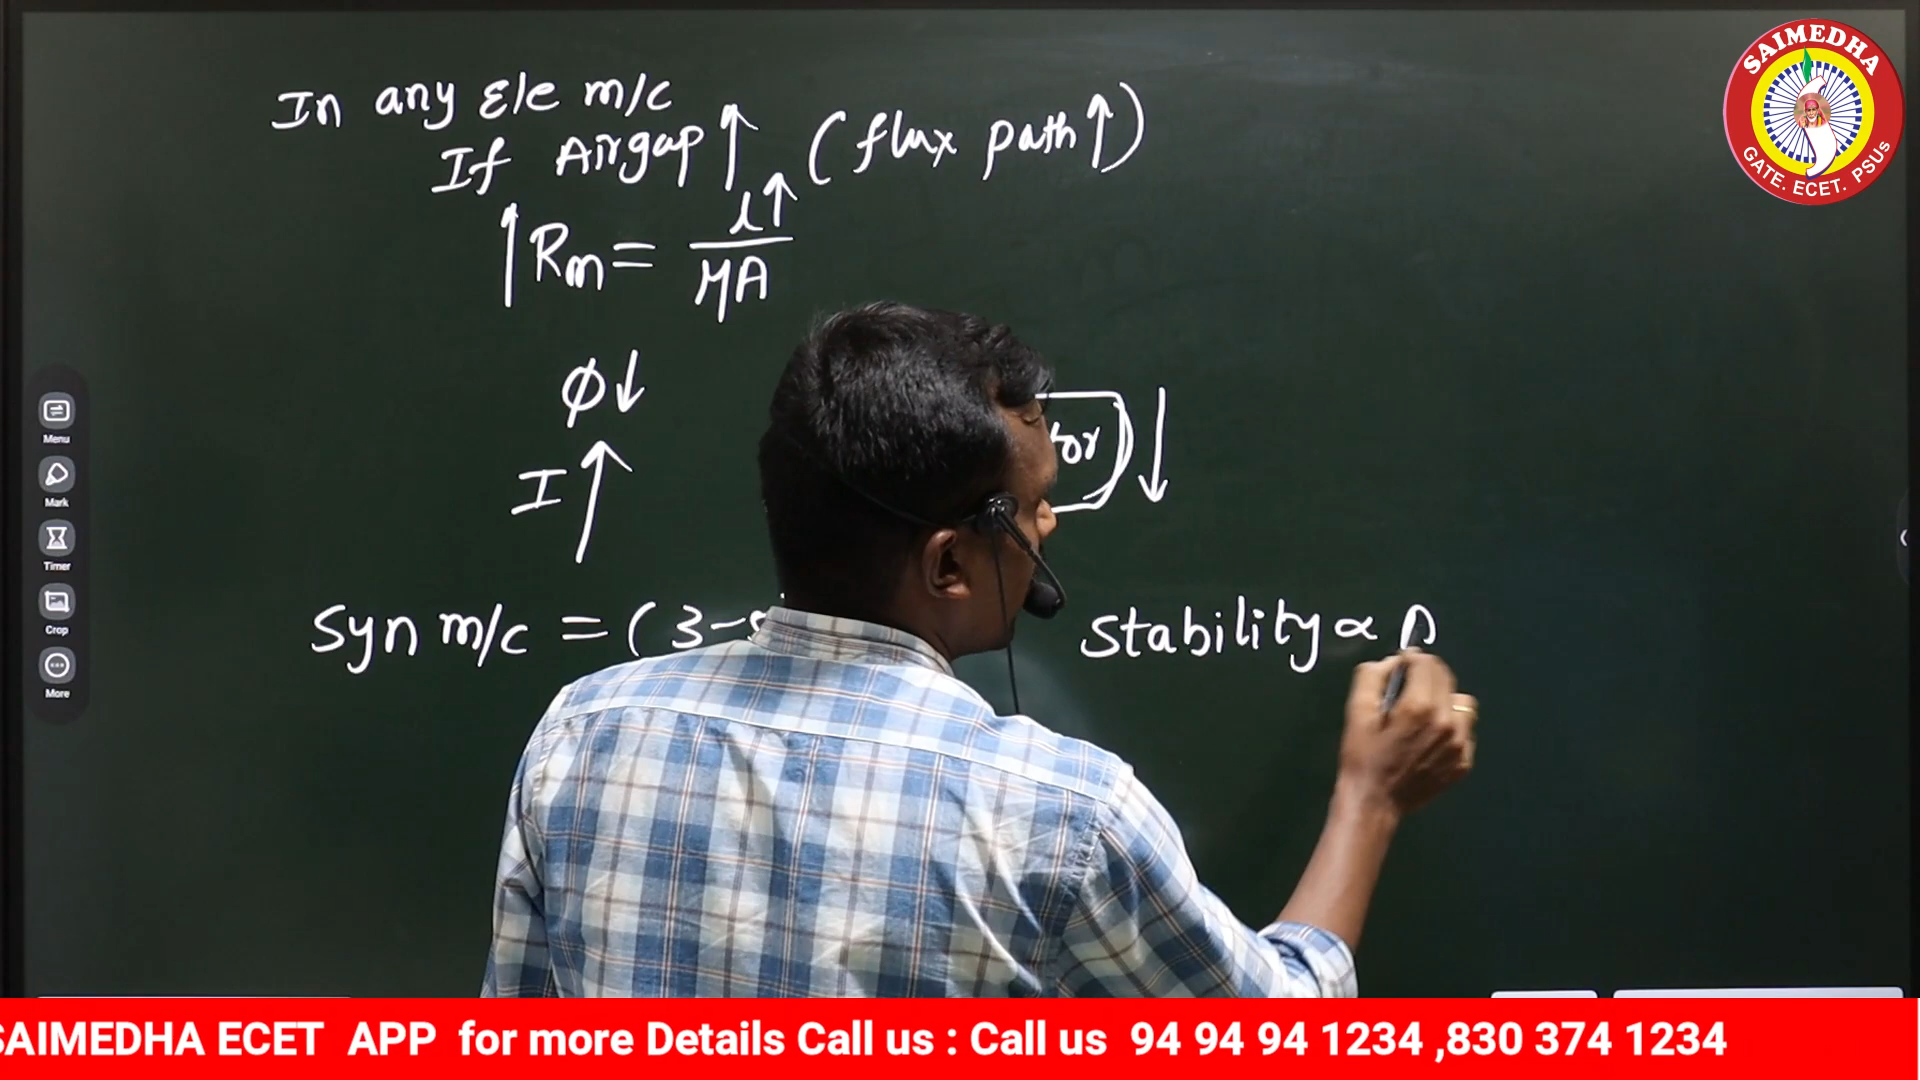 In any Ele m/c
If Airgap ↑ (flux path ↑)
↑ Rm = l↑ / μA
φ↓
I ↑
tor ↓
Syn m/c = (3-5
Stability ∝ A
SAIMEDHA
GATE. ECET. PSUs
Menu
Mark
Timer
Crop
More
SAIMEDHA ECET APP for more Details Call us : Call us 94 94 94 1234 ,830 374 1234